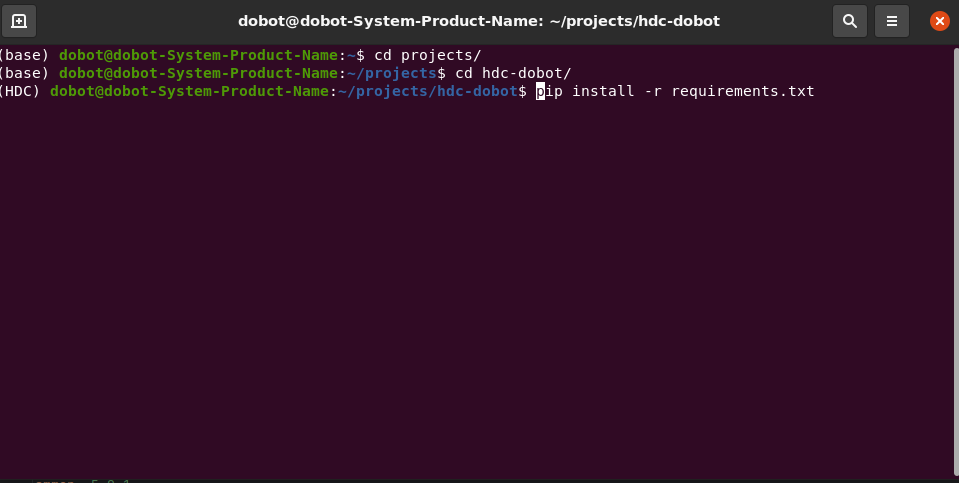 dobot@dobot-System-Product-Name: ~/projects/hdc-dobot
(base) dobot@dobot-System-Product-Name:~$ cd projects/
(base) dobot@dobot-System-Product-Name:~/projects$ cd hdc-dobot/
(HDC) dobot@dobot-System-Product-Name:~/projects/hdc-dobot$ pip install -r requirements.txt